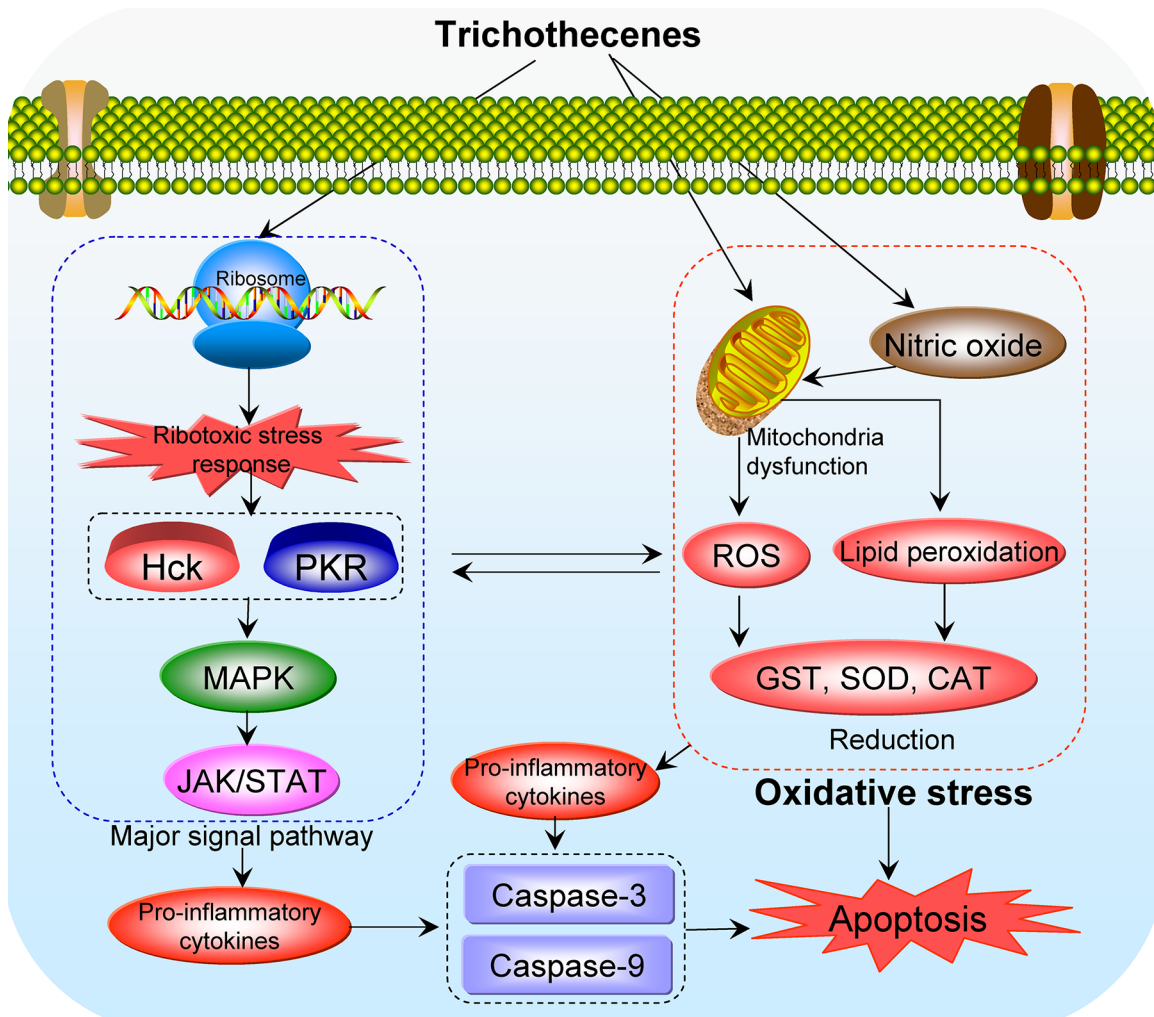 Trichothecenes
Ribosome
Ribotoxic stress
response
Hck
PKR
MAPK
JAK/STAT
Major signal pathway
Pro-inflammatory
cytokines
Nitric oxide
Mitochondria
dysfunction
ROS
Lipid peroxidation
GST, SOD, CAT
Reduction
Oxidative stress
Pro-inflammatory
cytokines
Caspase-3
Caspase-9
Apoptosis